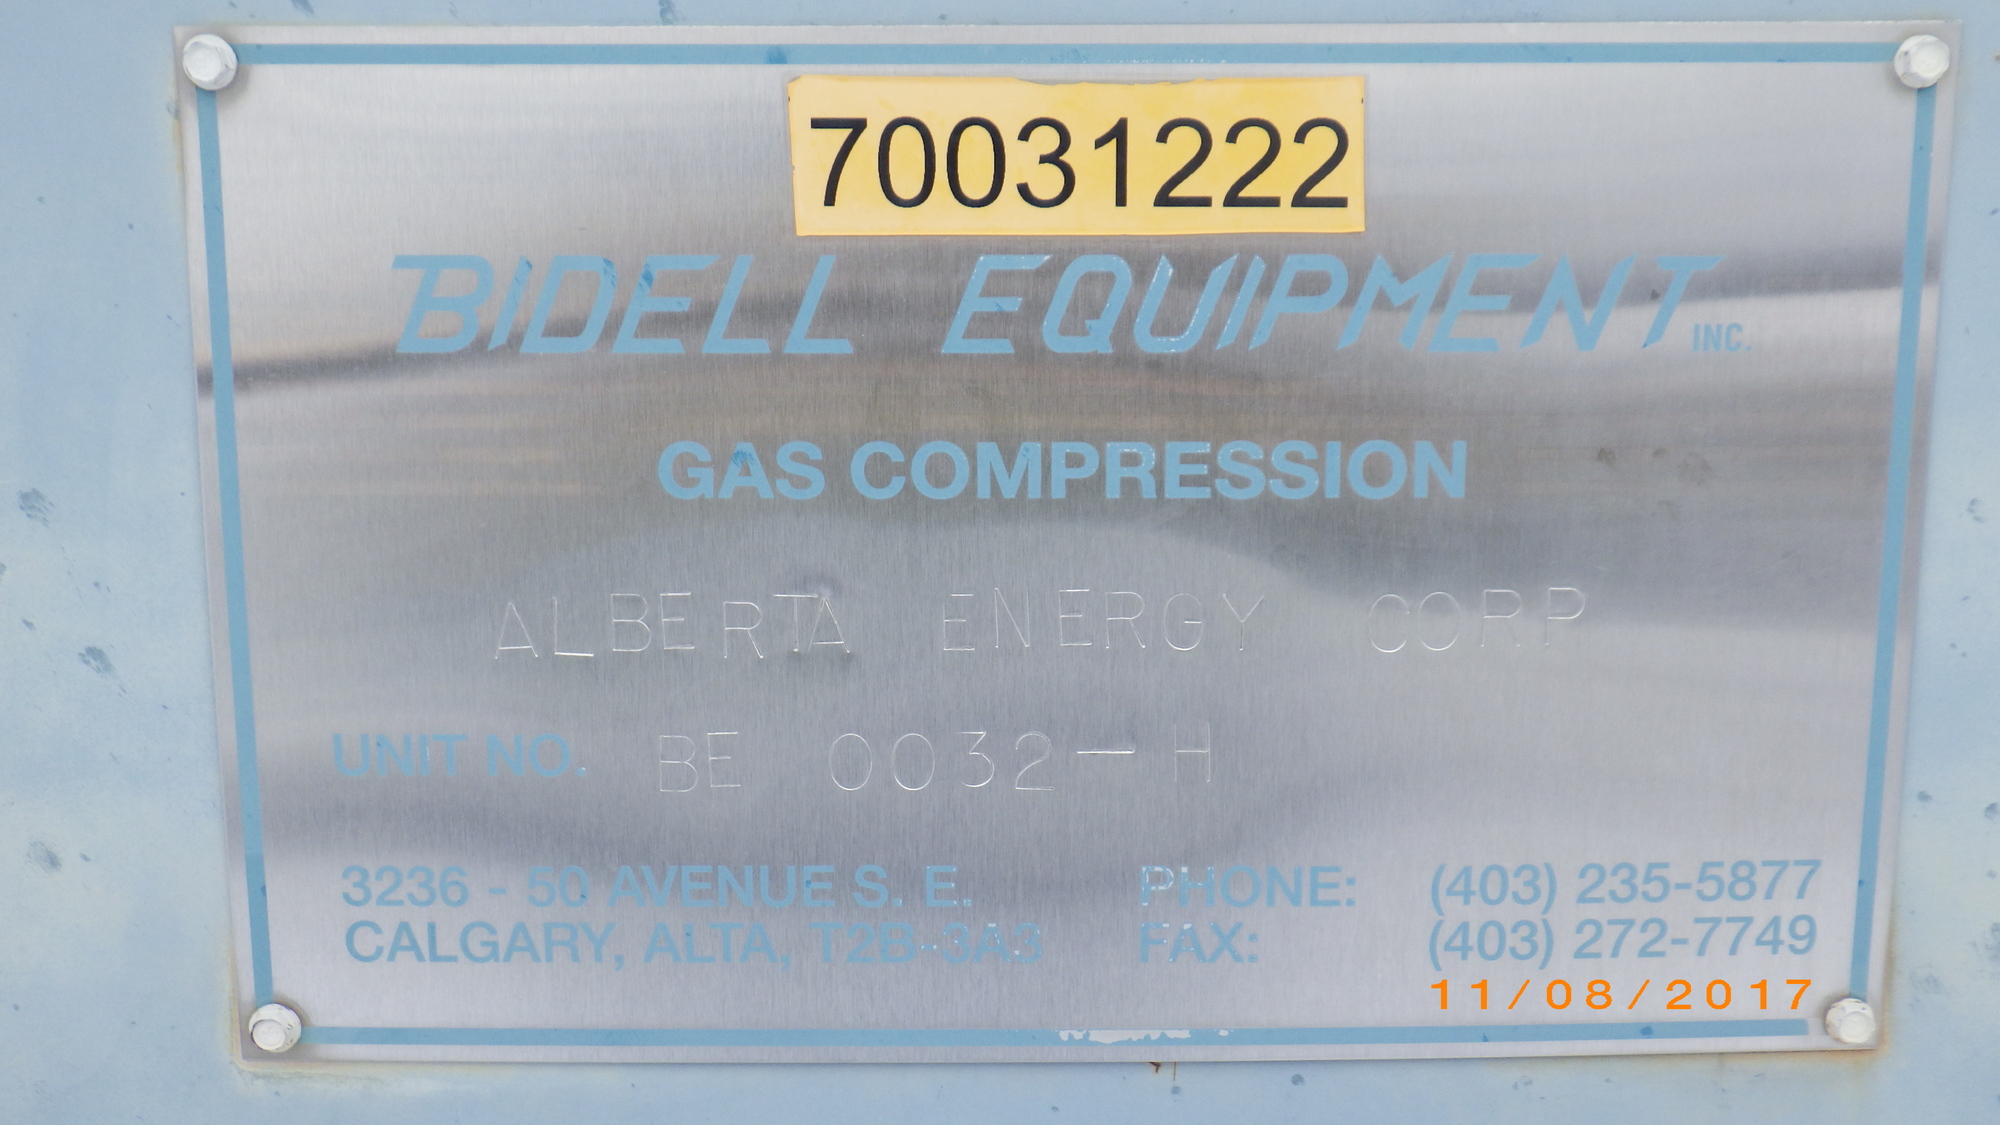 70031222
BIDELL EQUIPMENT INC.
GAS COMPRESSION
ALBERTA ENERGY CORP
UNIT NO. BE 0032-H
3236 - 50 AVENUE S. E. PHONE: (403) 235-5877
CALGARY, ALTA, T2B-3A3 FAX: (403) 272-7749
11/08/2017